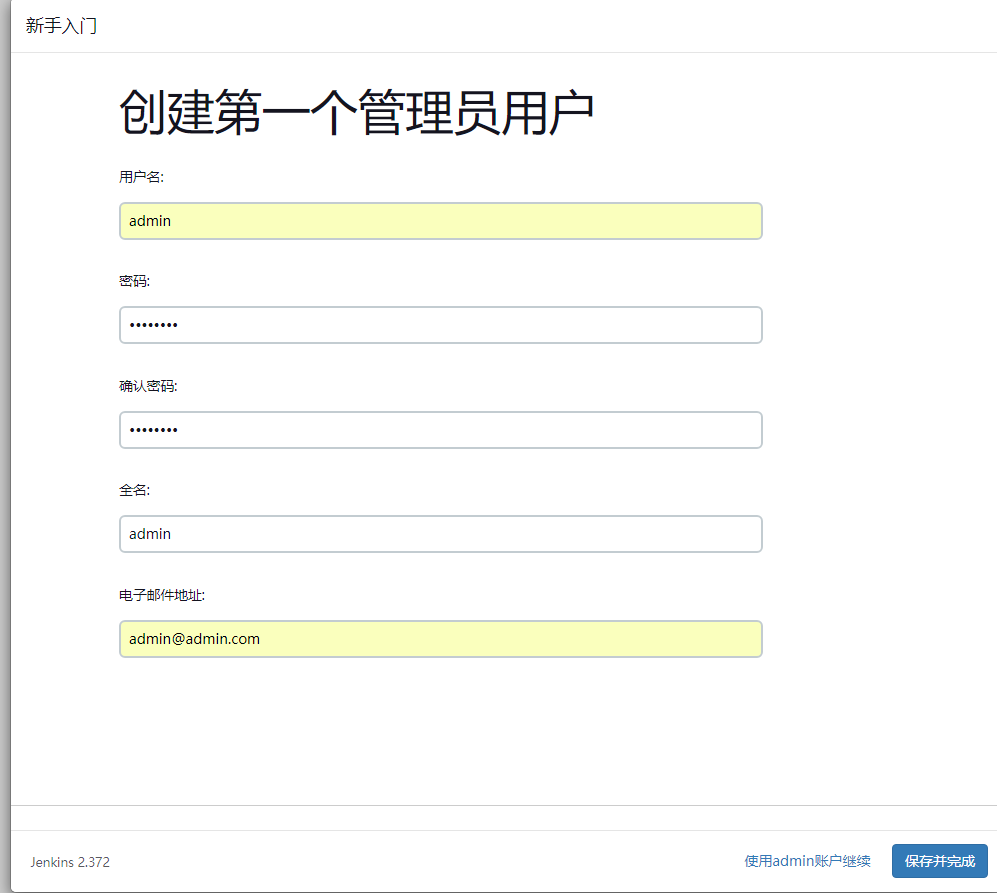 新手入门
创建第一个管理员用户
用户名:
admin
密码:
••••••••
确认密码:
••••••••
全名:
admin
电子邮件地址:
admin@admin.com
Jenkins 2.372
使用admin账户继续
保存并完成